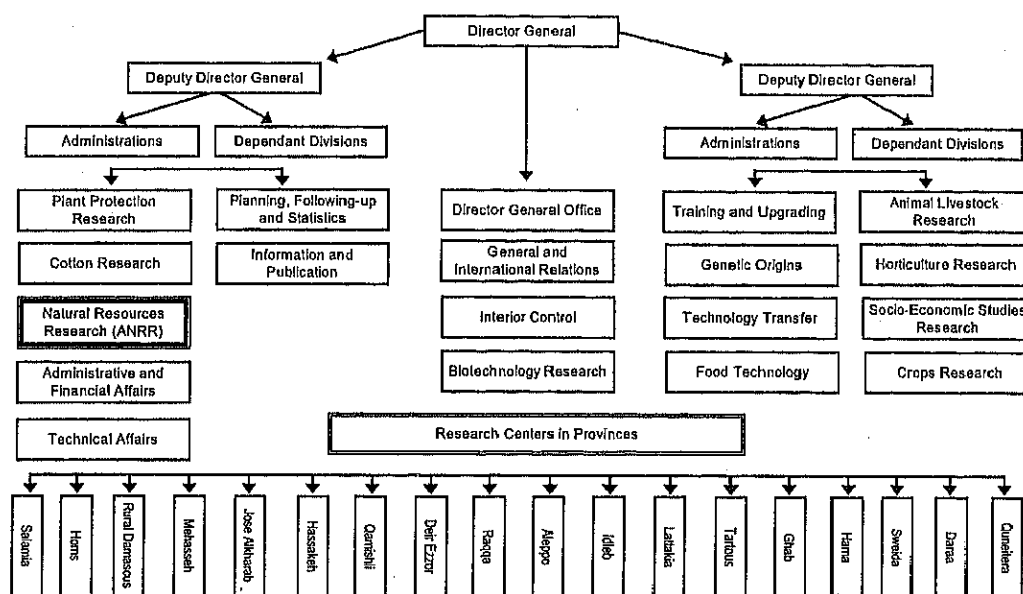 Director General
Deputy Director General
Deputy Director General
Administrations
Dependant Divisions
Administrations
Dependant Divisions
Plant Protection
Research
Planning, Following-up
and Statistics
Director General Office
Training and Upgrading
Animal Livestock
Research
Cotton Research
Information and
Publication
General and
International Relations
Genetic Origins
Horticulture Research
Natural Resources
Research (ANRR)
Interior Control
Technology Transfer
Socio-Economic Studies
Research
Administrative and
Financial Affairs
Biotechnology Research
Food Technology
Crops Research
Technical Affairs
Research Centers in Provinces
Salamia
Homs
Rural Damascus
Mehasseh
Jose Alkharab
Hassakeh
Qamishli
Deir Ezzor
Raqqa
Aleppo
Idleb
Lattakia
Tartous
Ghab
Hama
Sweida
Daraa
Quneitera